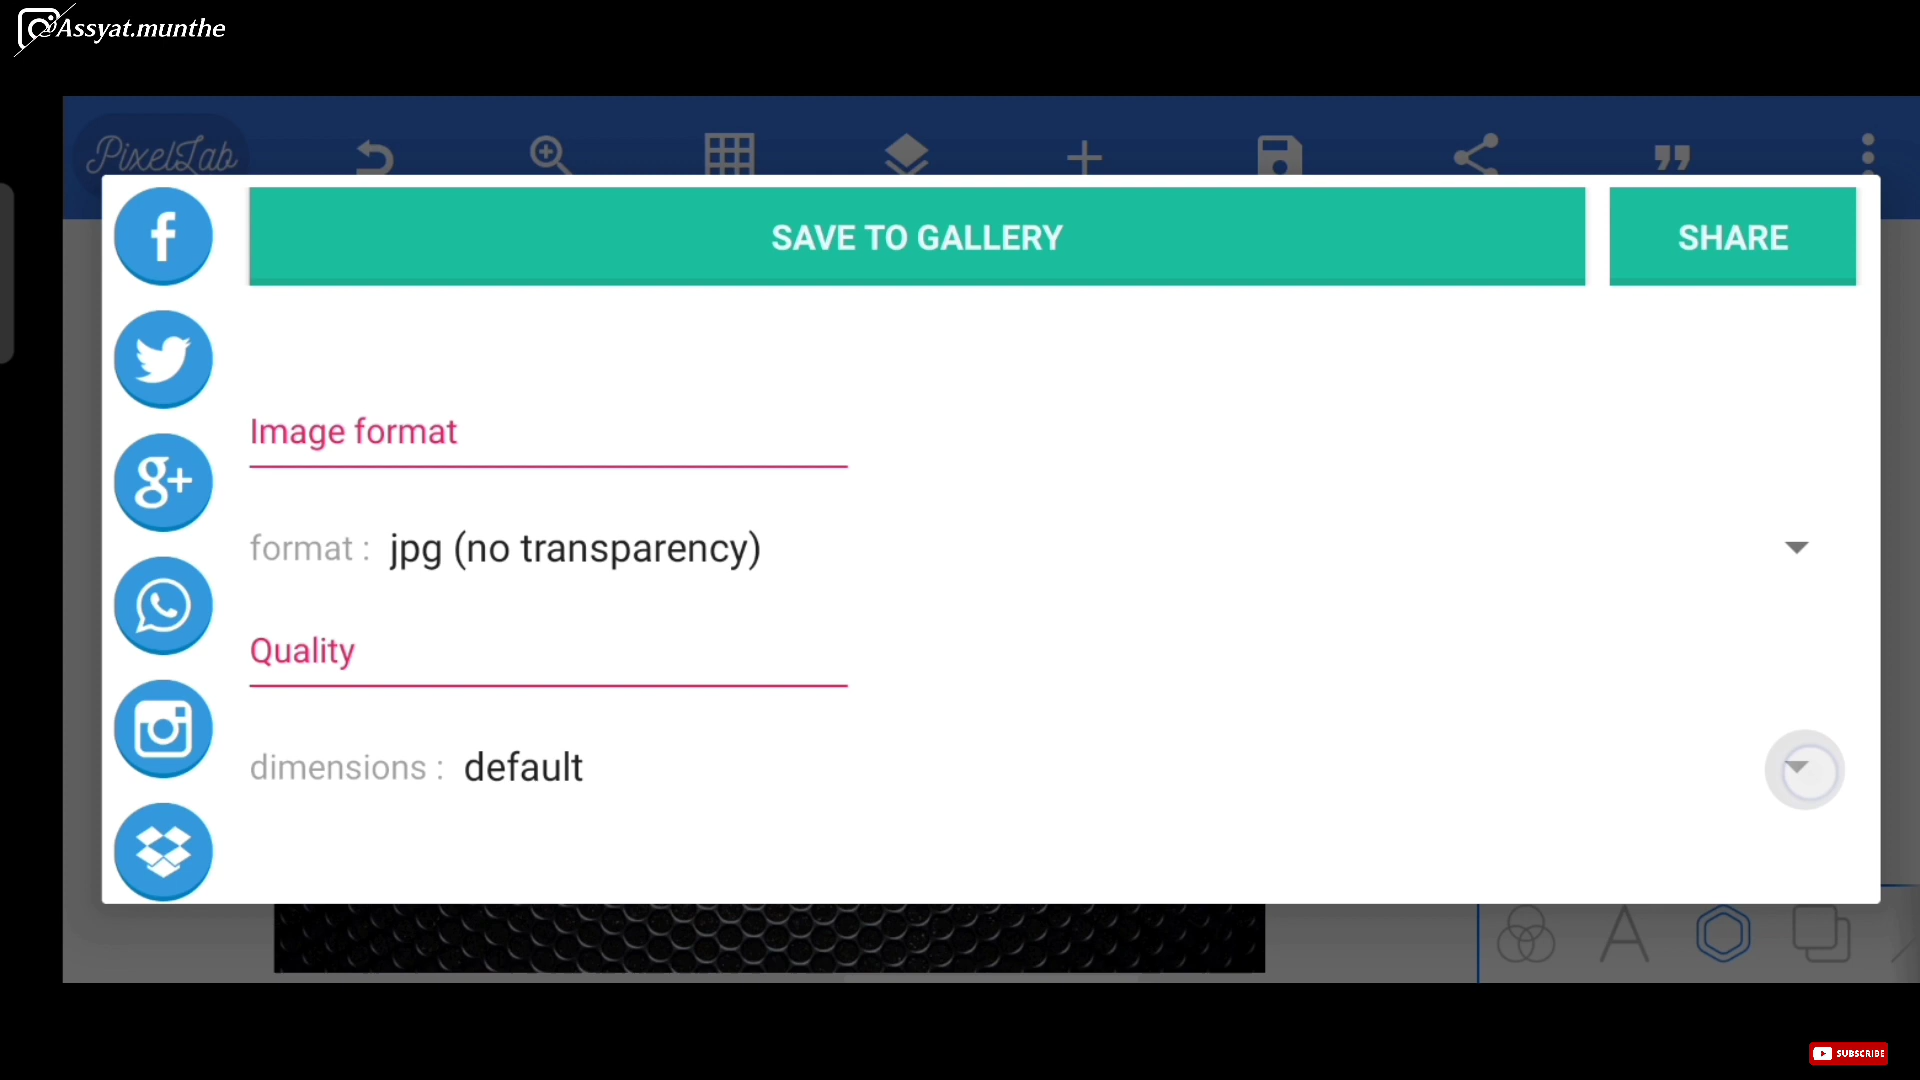 @Assyat.munthe
PixelLab
SAVE TO GALLERY
SHARE
Image format
format : jpg (no transparency)
Quality
dimensions : default
SUBSCRIBE